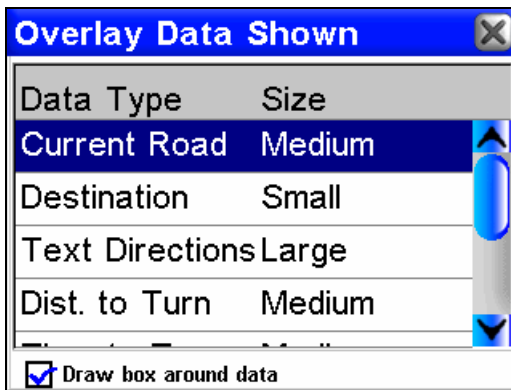 Overlay Data Shown
Data Type Size
Current Road Medium
Destination Small
Text Directions Large
Dist. to Turn Medium
Draw box around data